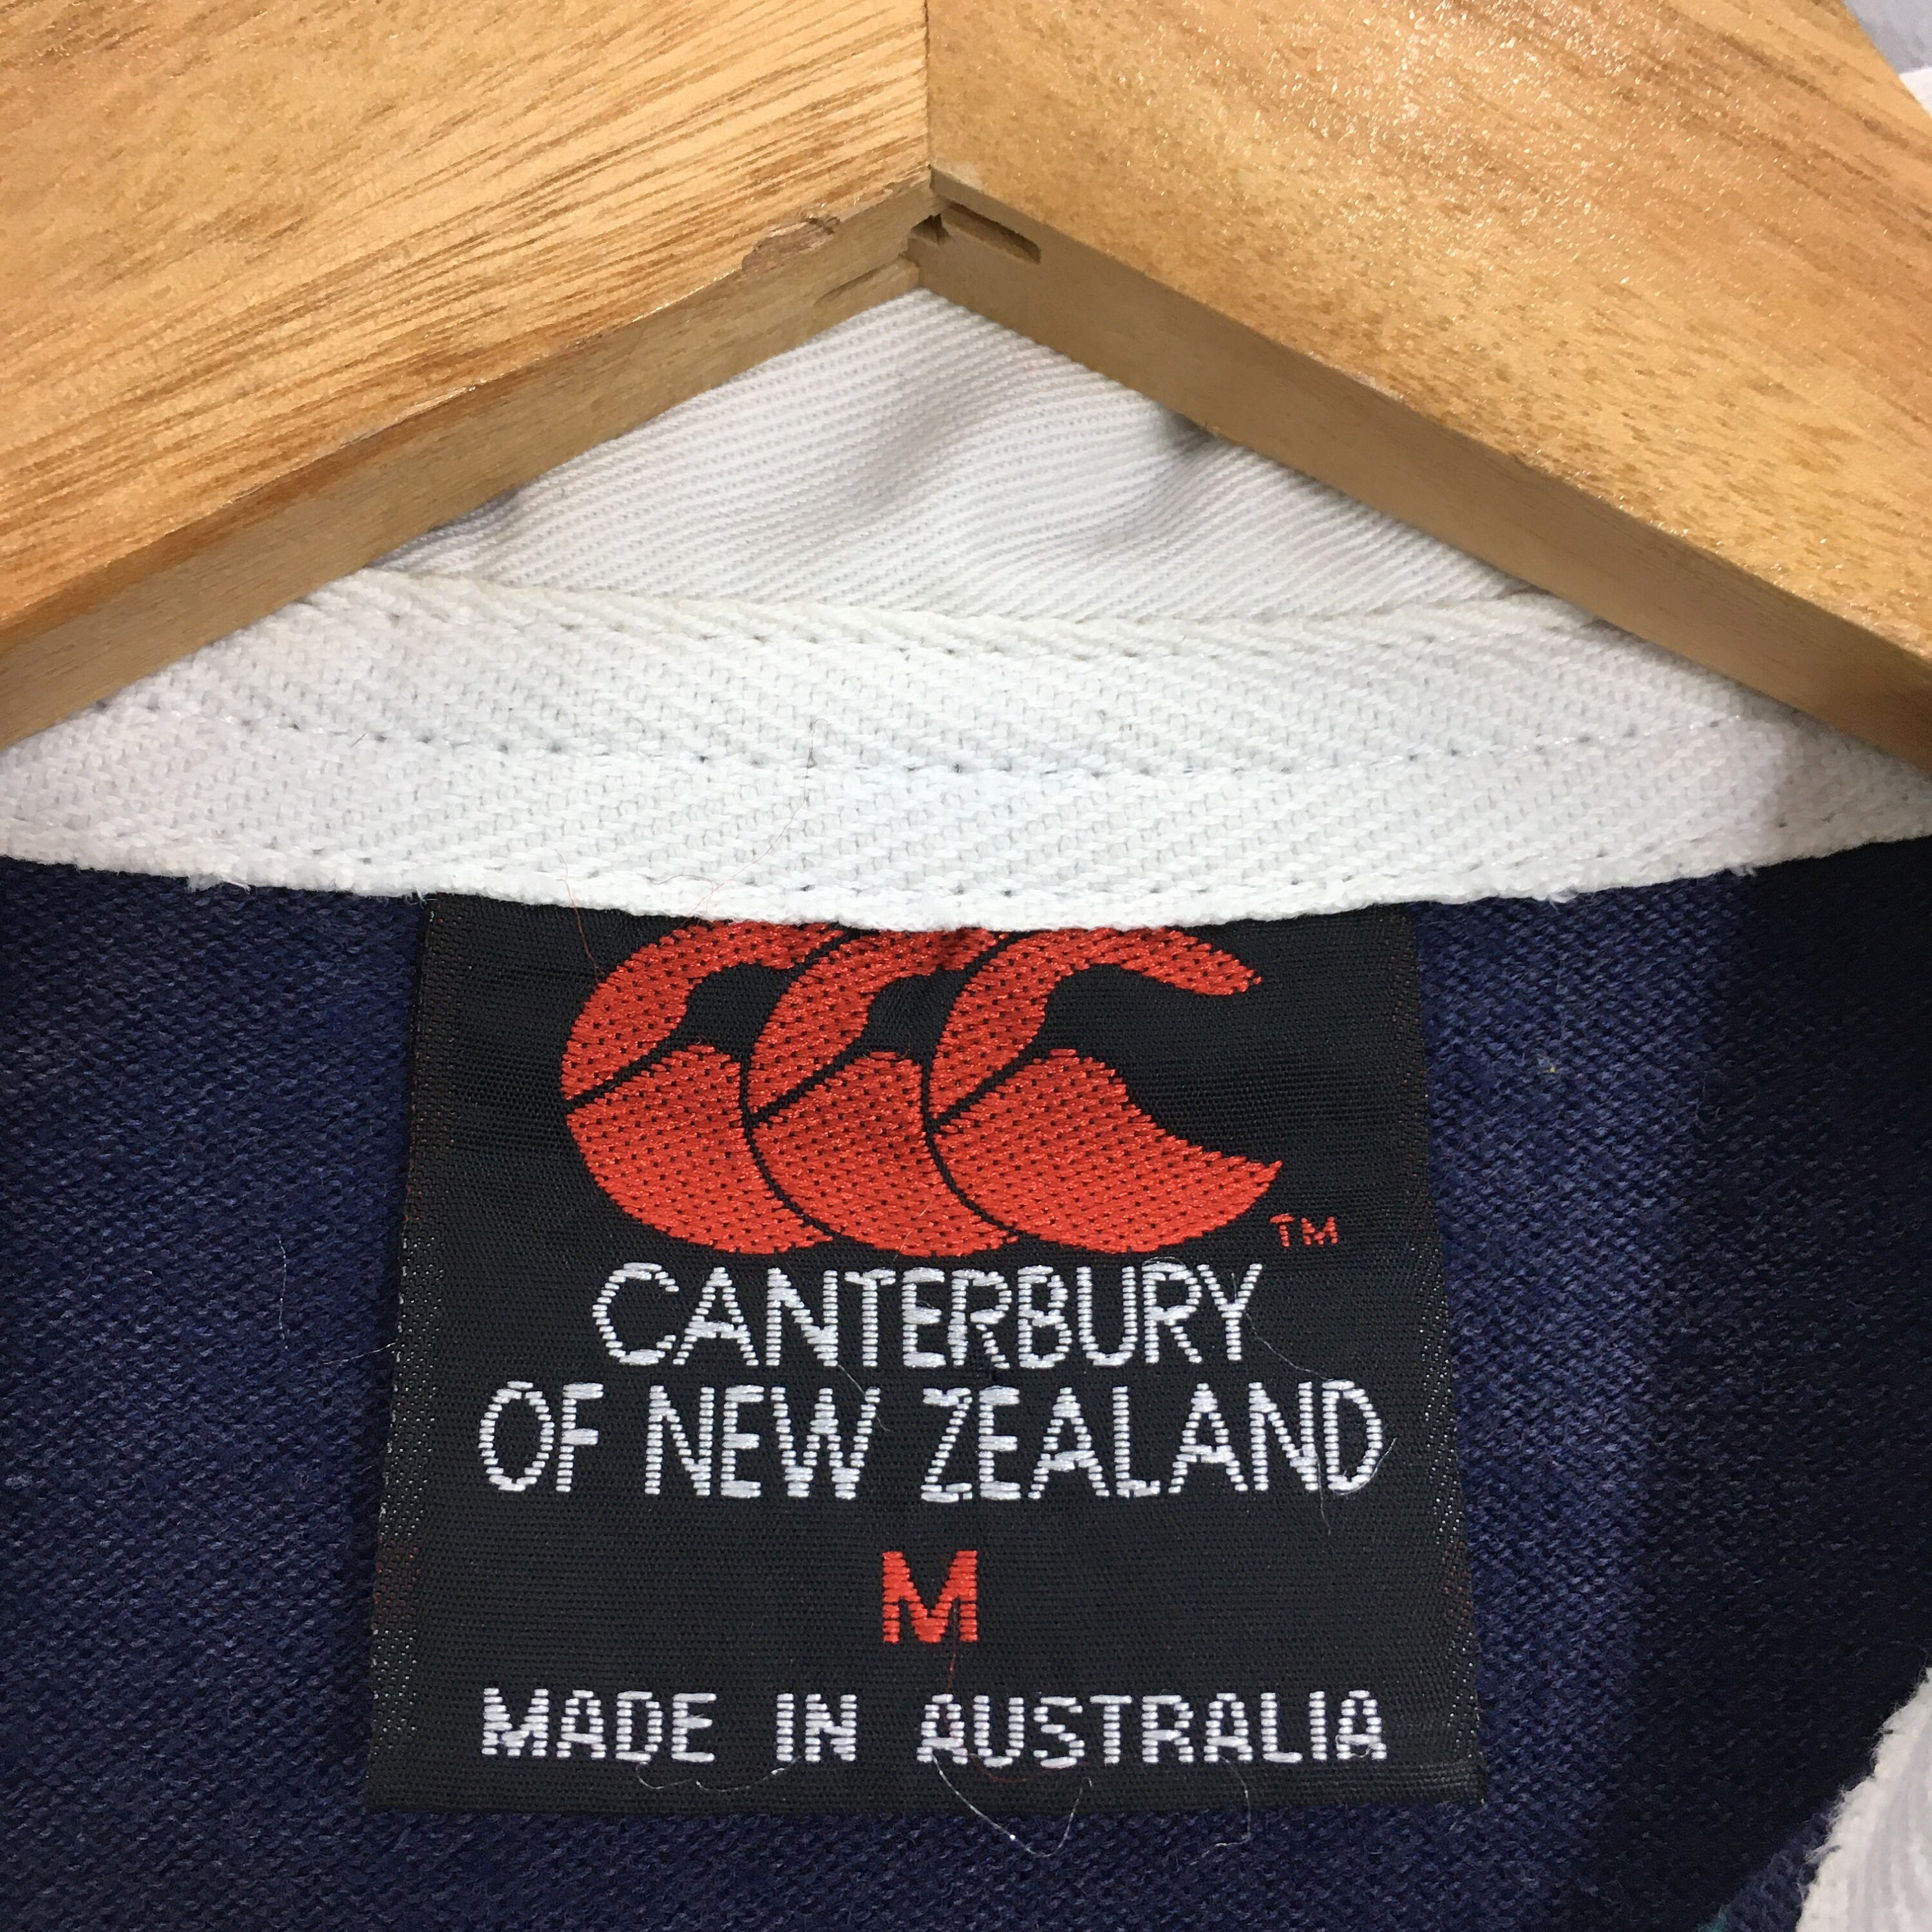 TM
CANTERBURY
OF NEW ZEALAND
M
MADE IN AUSTRALIA